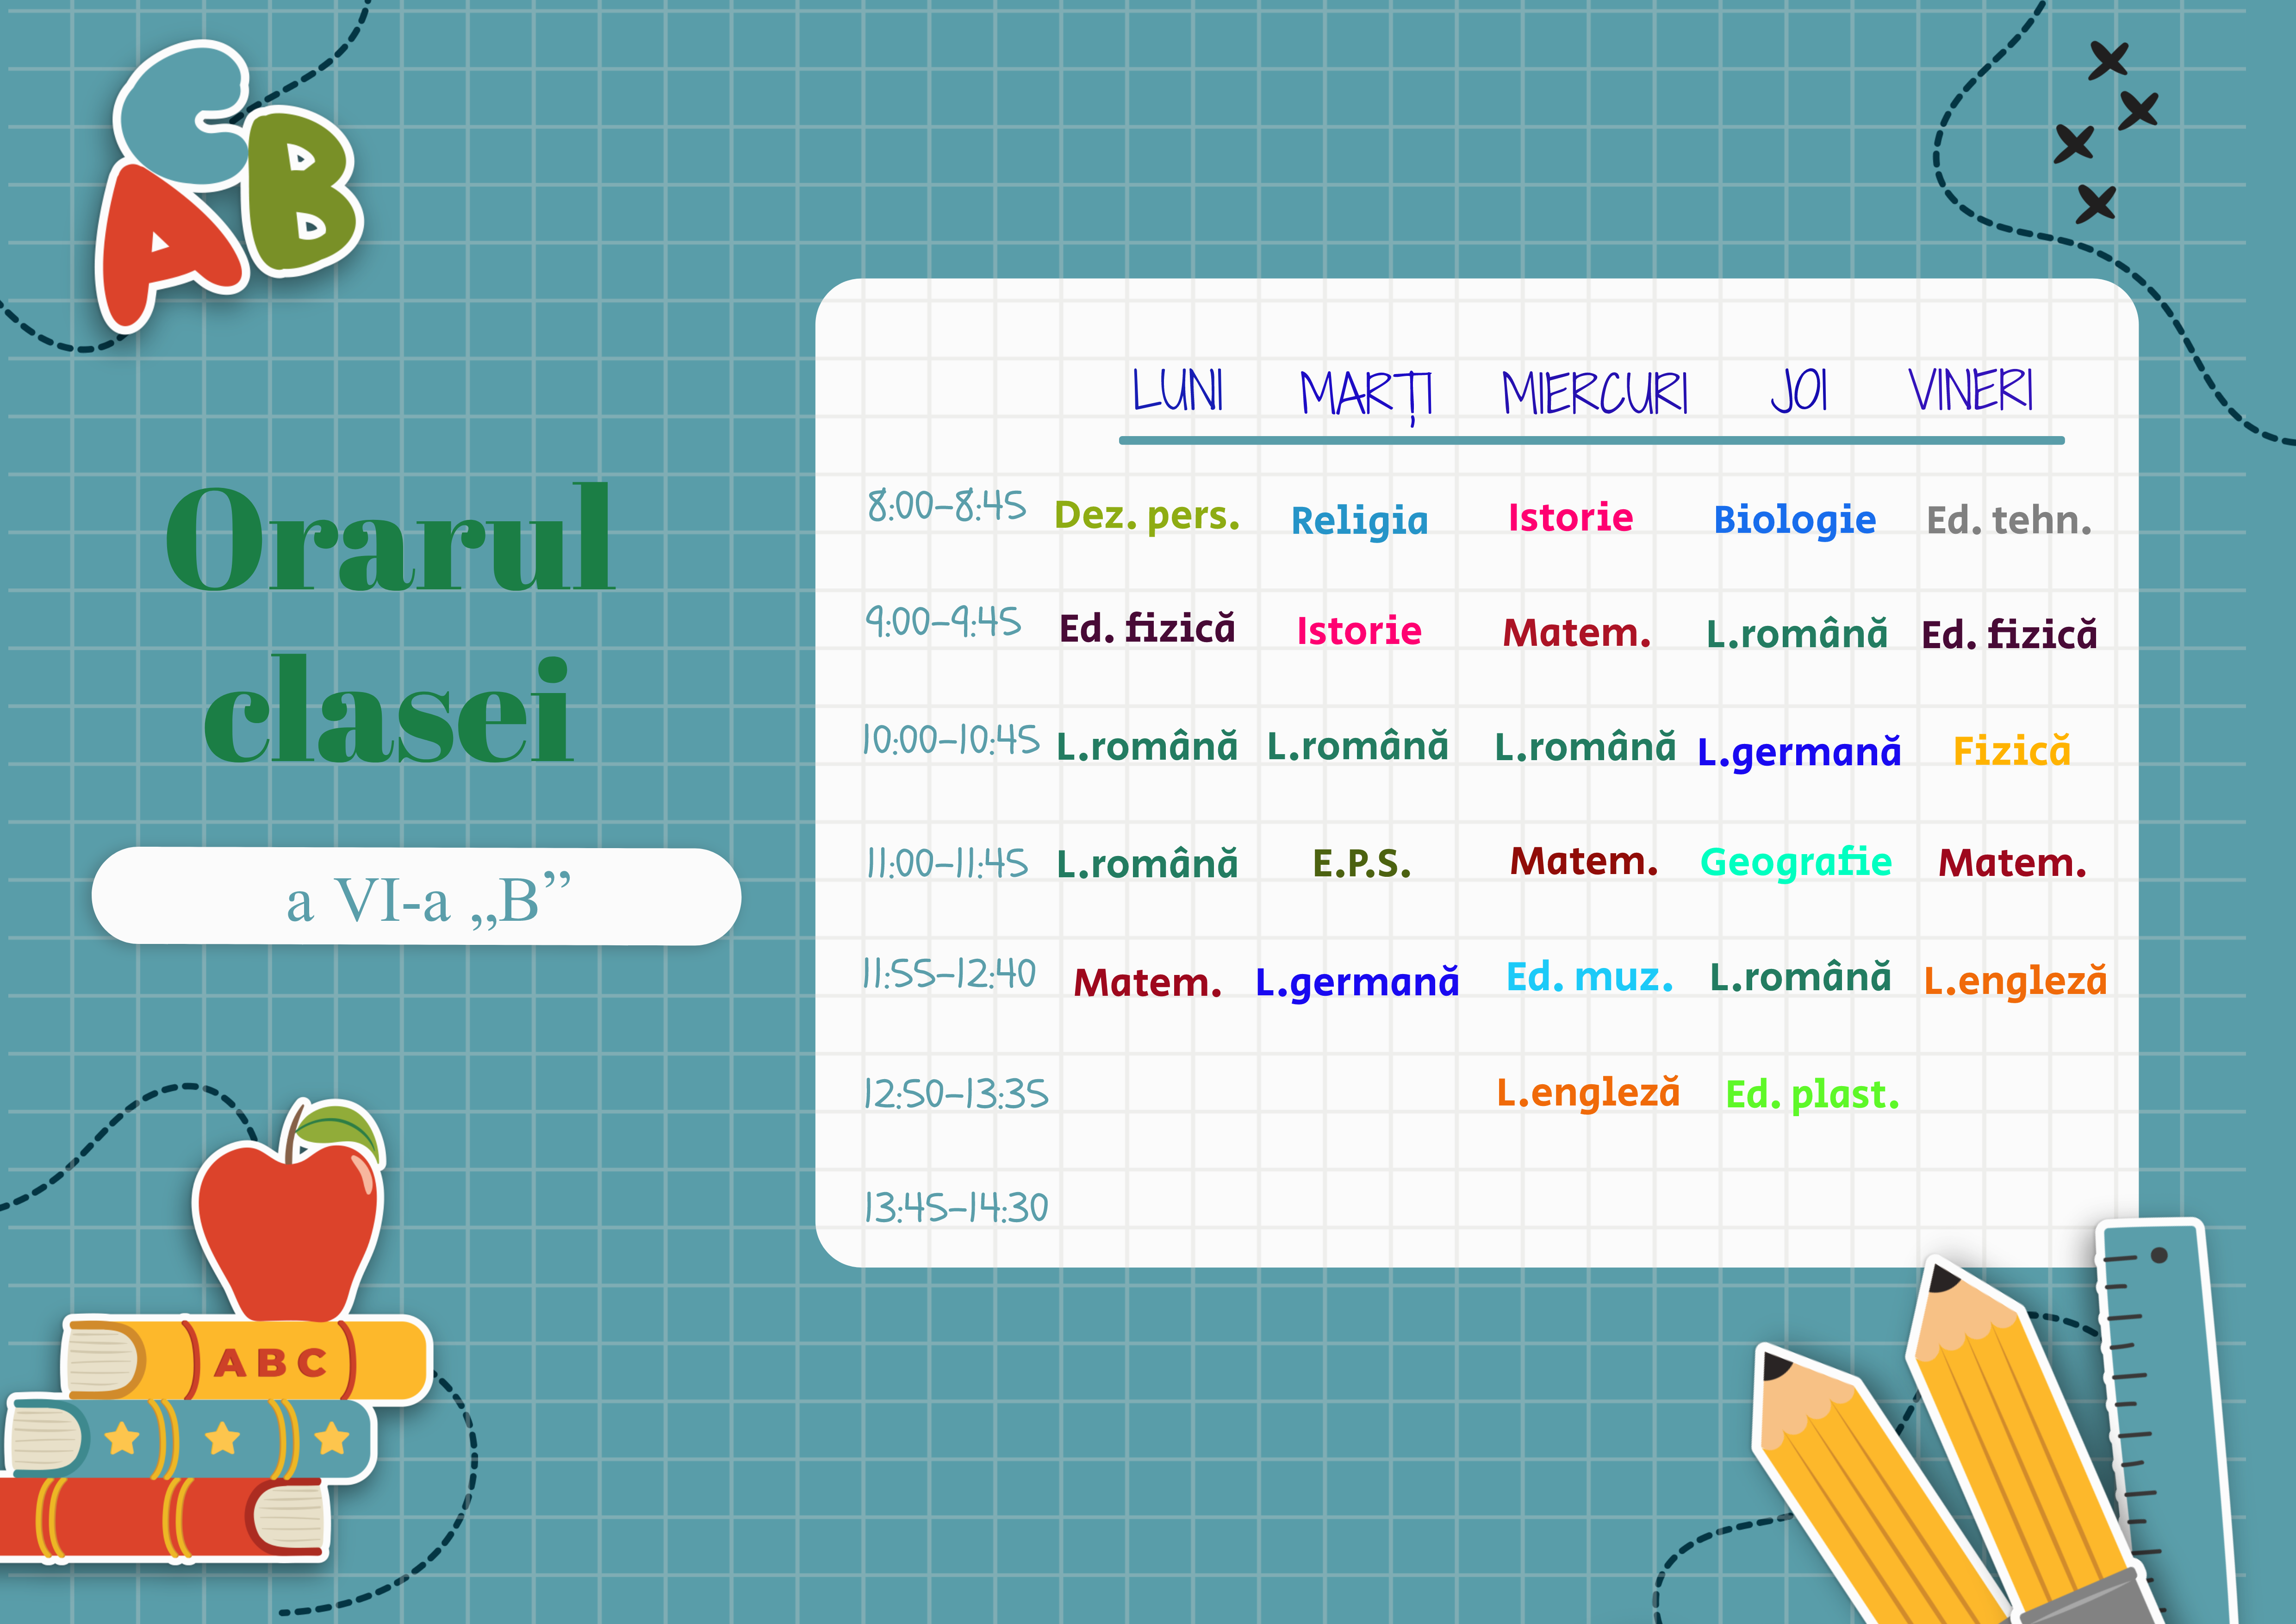 C
A B
Orarul
clasei
a VI-a „B”
LUNI MARȚI MIERCURI JOI VINERI
8:00-8:45 Dez. pers. Religia Istorie Biologie Ed. tehn.
9:00-9:45 Ed. fizică Istorie Matem. L.română Ed. fizică
10:00-10:45 L.română L.română L.română L.germană Fizică
11:00-11:45 L.română E.P.S. Matem. Geografie Matem.
11:55-12:40 Matem. L.germană Ed. muz. L.română L.engleză
12:50-13:35 L.engleză Ed. plast.
13:45-14:30
A B C